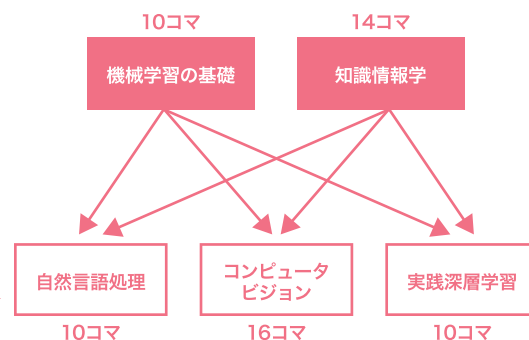 10コマ
14コマ
機械学習の基礎
知識情報学
自然言語処理
コンピュータ
ビジョン
実践深層学習
10コマ
16コマ
10コマ